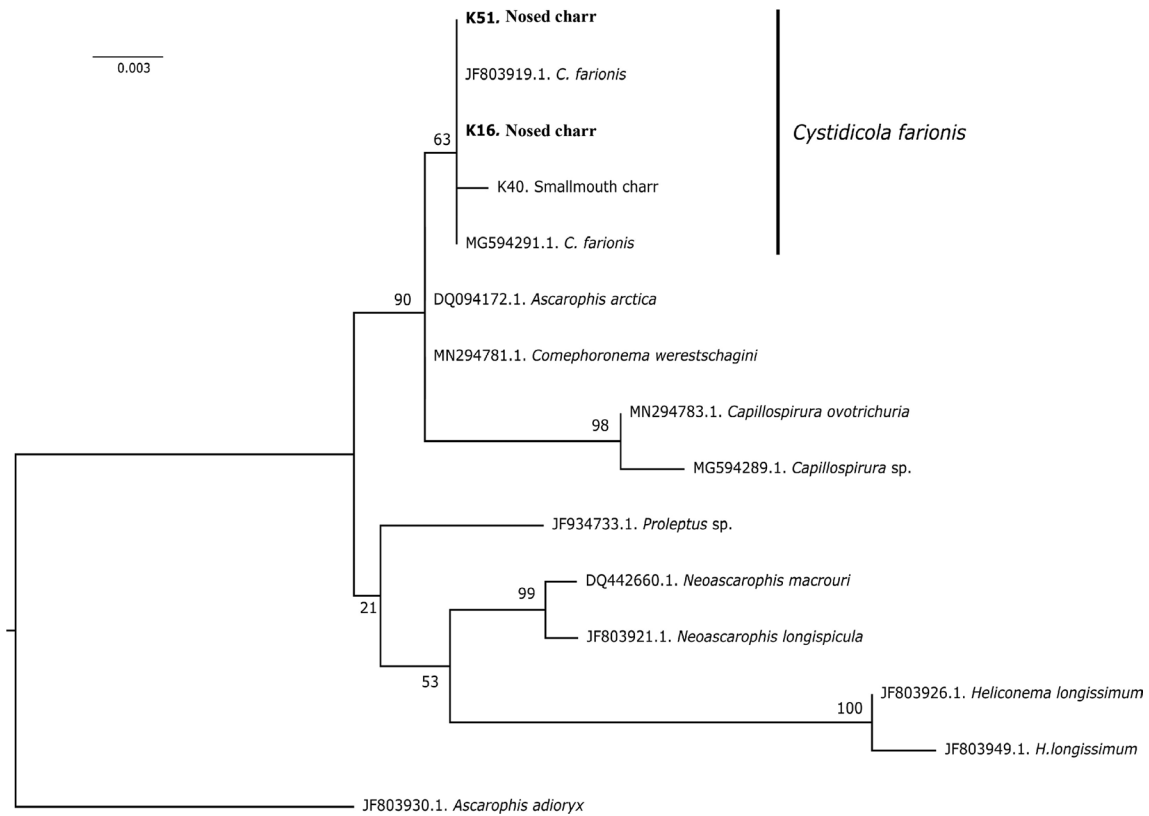 K51. Nosed charr
0.003
JF803919.1. C. farionis
K16. Nosed charr
Cystidicola farionis
63
K40. Smallmouth charr
MG594291.1. C. farionis
90
DQ094172.1. Ascarophis arctica
MN294781.1. Comephoronema werestschagini
MN294783.1. Capillospirura ovotrichuria
98
MG594289.1. Capillospirura sp.
JF934733.1. Proleptus sp.
DQ442660.1. Neoascarophis macrouri
99
21
JF803921.1. Neoascarophis longispicula
53
JF803926.1. Heliconema longissimum
100
JF803949.1. H.longissimum
JF803930.1. Ascarophis adioryx